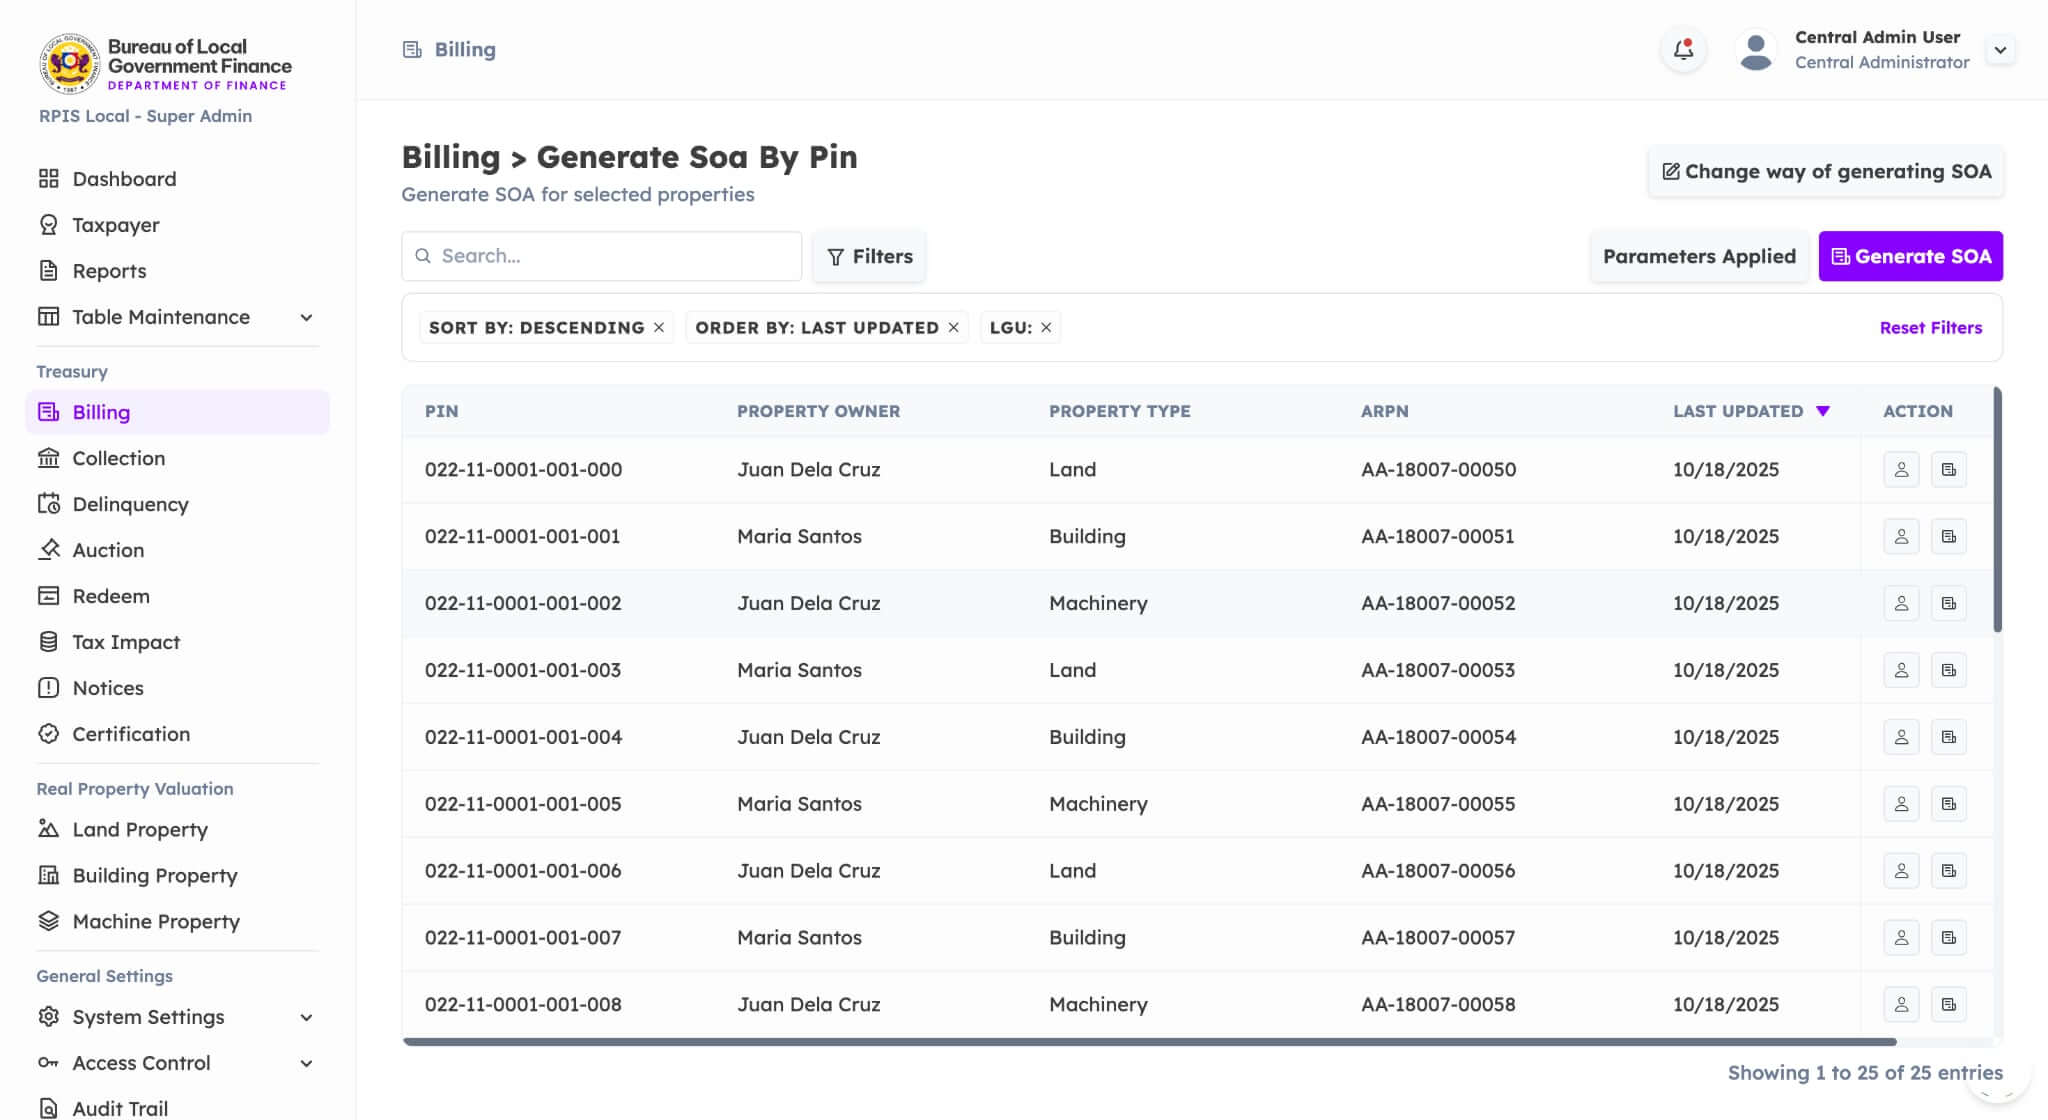 Bureau of Local
Government Finance
DEPARTMENT OF FINANCE
RPIS Local - Super Admin
Dashboard
Taxpayer
Reports
Table Maintenance
Treasury
Billing
Collection
Delinquency
Auction
Redeem
Tax Impact
Notices
Certification
Real Property Valuation
Land Property
Building Property
Machine Property
General Settings
System Settings
Access Control
Audit Trail
Billing
Central Admin User
Central Administrator
Billing > Generate Soa By Pin
Generate SOA for selected properties
Change way of generating SOA
Search...
Filters
Parameters Applied
Generate SOA
SORT BY: DESCENDING × ORDER BY: LAST UPDATED × LGU: ×
Reset Filters
PIN PROPERTY OWNER PROPERTY TYPE ARPN LAST UPDATED ▼ ACTION
022-11-0001-001-000 Juan Dela Cruz Land AA-18007-00050 10/18/2025
022-11-0001-001-001 Maria Santos Building AA-18007-00051 10/18/2025
022-11-0001-001-002 Juan Dela Cruz Machinery AA-18007-00052 10/18/2025
022-11-0001-001-003 Maria Santos Land AA-18007-00053 10/18/2025
022-11-0001-001-004 Juan Dela Cruz Building AA-18007-00054 10/18/2025
022-11-0001-001-005 Maria Santos Machinery AA-18007-00055 10/18/2025
022-11-0001-001-006 Juan Dela Cruz Land AA-18007-00056 10/18/2025
022-11-0001-001-007 Maria Santos Building AA-18007-00057 10/18/2025
022-11-0001-001-008 Juan Dela Cruz Machinery AA-18007-00058 10/18/2025
Showing 1 to 25 of 25 entries